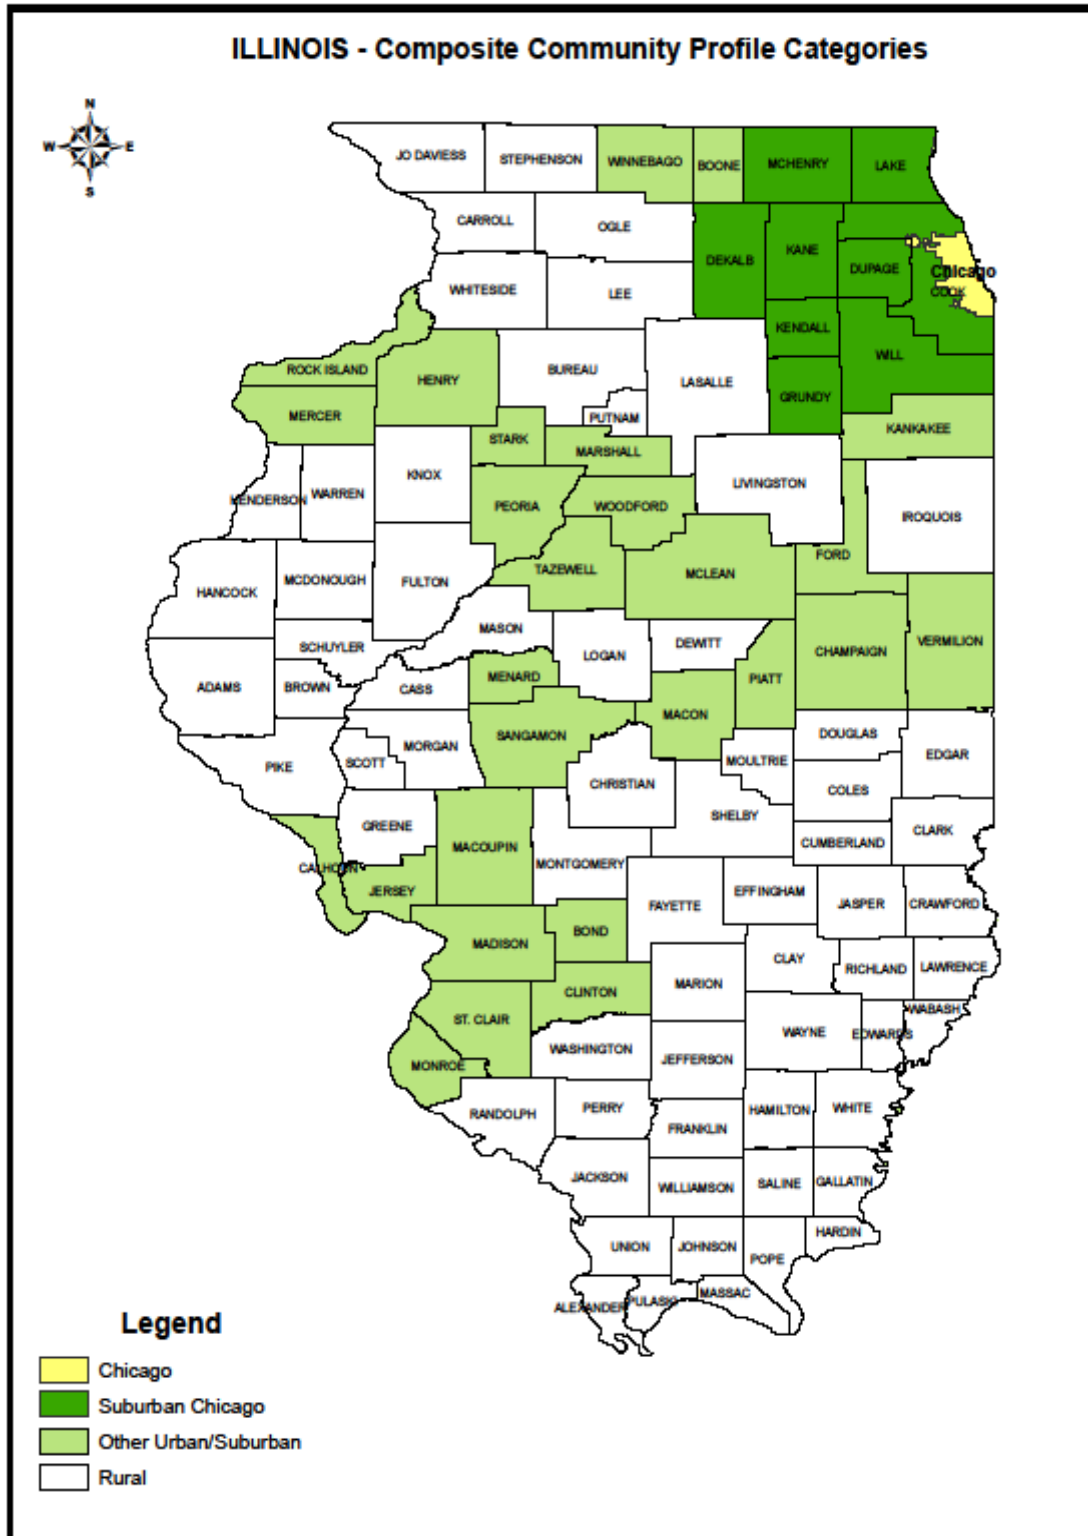 ILLINOIS - Composite Community Profile Categories
N
W E
S
JO DAVIESS
STEPHENSON
WINNEBAGO
BOONE
MCHENRY
LAKE
CARROLL
OGLE
DEKALB
KANE
DUPAGE
Chicago
COOK
WHITESIDE
LEE
KENDALL
WILL
ROCK ISLAND
HENRY
BUREAU
LASALLE
GRUNDY
MERCER
PUTNAM
KANKAKEE
STARK
MARSHALL
KNOX
HENDERSON
WARREN
PEORIA
WOODFORD
LIVINGSTON
IROQUOIS
FORD
TAZEWELL
MCLEAN
HANCOCK
MCDONOUGH
FULTON
MASON
SCHUYLER
LOGAN
DEWITT
CHAMPAIGN
VERMILION
ADAMS
BROWN
CASS
MENARD
PIATT
MACON
SANGAMON
DOUGLAS
MORGAN
SCOTT
PIKE
CHRISTIAN
MOULTRIE
EDGAR
COLES
SHELBY
GREENE
MACOUPIN
MONTGOMERY
CUMBERLAND
CLARK
CALHOUN
JERSEY
FAYETTE
EFFINGHAM
JASPER
CRAWFORD
MADISON
BOND
CLAY
RICHLAND
LAWRENCE
MARION
CLINTON
WABASH
ST. CLAIR
WAYNE
EDWARDS
WASHINGTON
JEFFERSON
MONROE
RANDOLPH
PERRY
HAMILTON
WHITE
FRANKLIN
JACKSON
WILLIAMSON
SALINE
GALLATIN
HARDIN
UNION
JOHNSON
POPE
ALEXANDER
PULASKI
MASSAC
Legend
Chicago
Suburban Chicago
Other Urban/Suburban
Rural